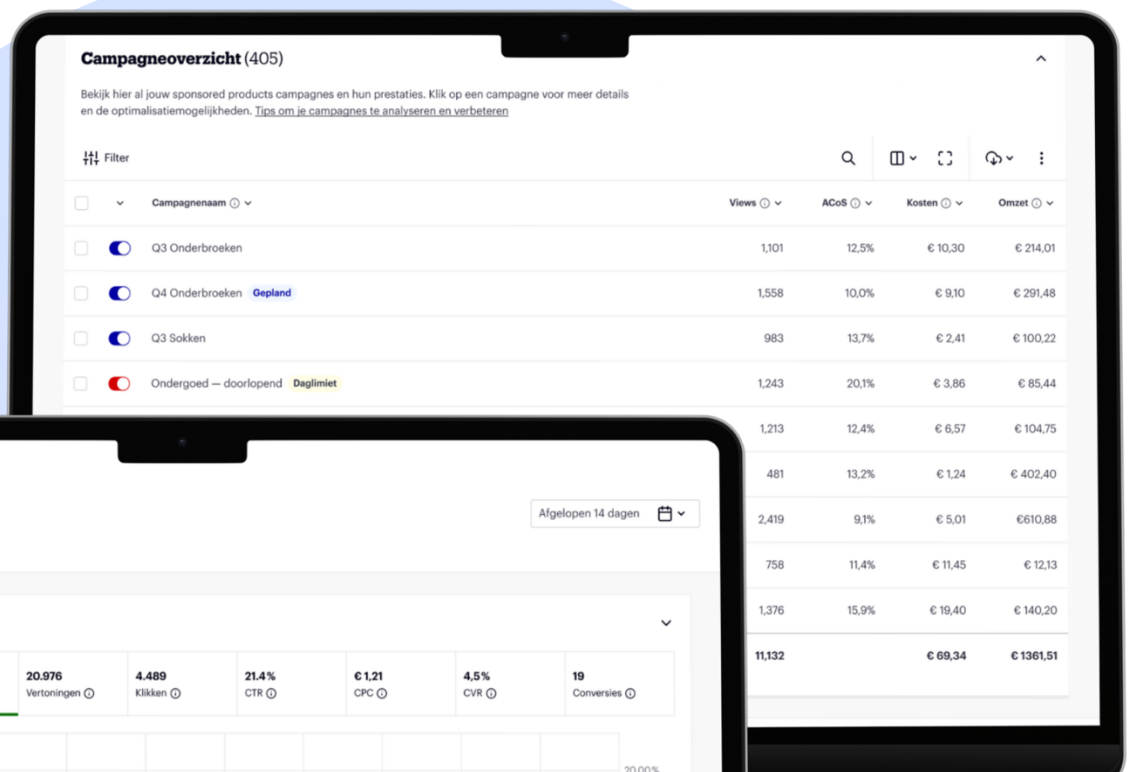 Campagneoverzicht (405)
Bekijk hier al jouw sponsored products campagnes en hun prestaties. Klik op een campagne voor meer details
en de optimalisatiemogelijkheden. Tips om je campagnes te analyseren en verbeteren
Filter
Campagnenaam Views ACoS Kosten Omzet
Q3 Onderbroeken 1,101 12,5% € 10,30 € 214,01
Q4 Onderbroeken Gepland 1,558 10,0% € 9,10 € 291,48
Q3 Sokken 983 13,7% € 2,41 € 100,22
Ondergoed — doorlopend Daglimiet 1,243 20,1% € 3,86 € 85,44
1,213 12,4% € 6,57 € 104,75
481 13,2% € 1,24 € 402,40
2,419 9,1% € 5,01 €610,88
758 11,4% € 11,45 € 12,13
1,376 15,9% € 19,40 € 140,20
11,132 € 69,34 € 1361,51
Afgelopen 14 dagen
20.976 4.489 21.4% € 1,21 4,5% 19
Vertoningen Klikken CTR CPC CVR Conversies
20.00%